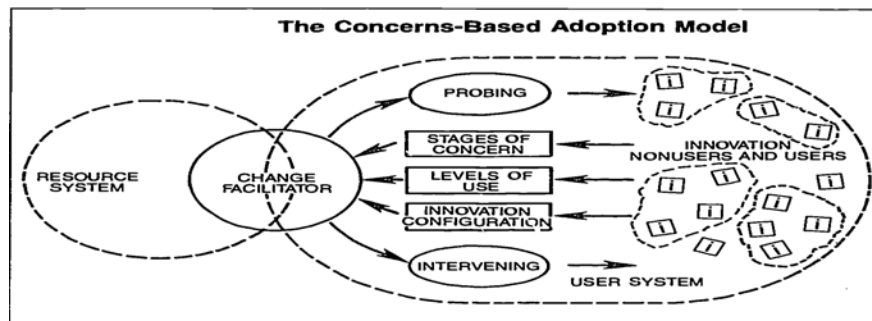 The Concerns-Based Adoption Model
PROBING
i
i
i
i
i
STAGES OF
CONCERN
INNOVATION
NONUSERS AND USERS
RESOURCE
SYSTEM
CHANGE
FACILITATOR
LEVELS OF
USE
i
i
i
INNOVATION
CONFIGURATION
i
i
i
i
i
i
i
INTERVENING
USER SYSTEM